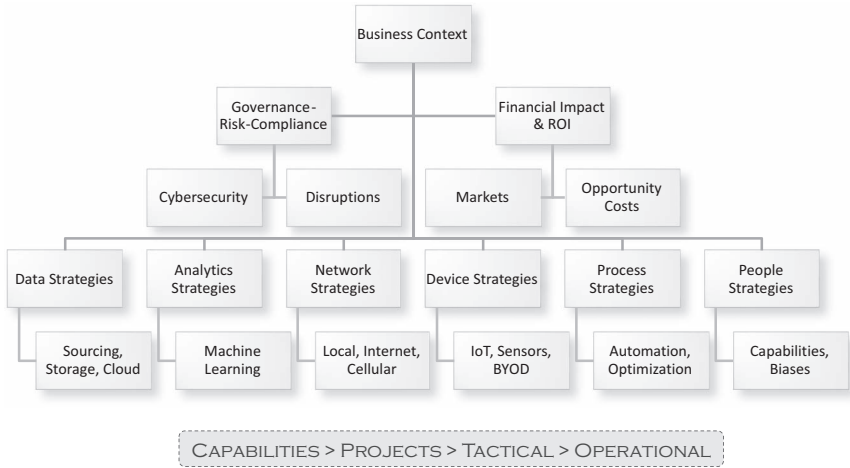 Business Context
Governance-
Risk-Compliance
Financial Impact
& ROI
Cybersecurity
Disruptions
Markets
Opportunity
Costs
Data Strategies
Analytics
Strategies
Network
Strategies
Device Strategies
Process
Strategies
People
Strategies
Sourcing,
Storage, Cloud
Machine
Learning
Local, Internet,
Cellular
IoT, Sensors,
BYOD
Automation,
Optimization
Capabilities,
Biases
CAPABILITIES > PROJECTS > TACTICAL > OPERATIONAL